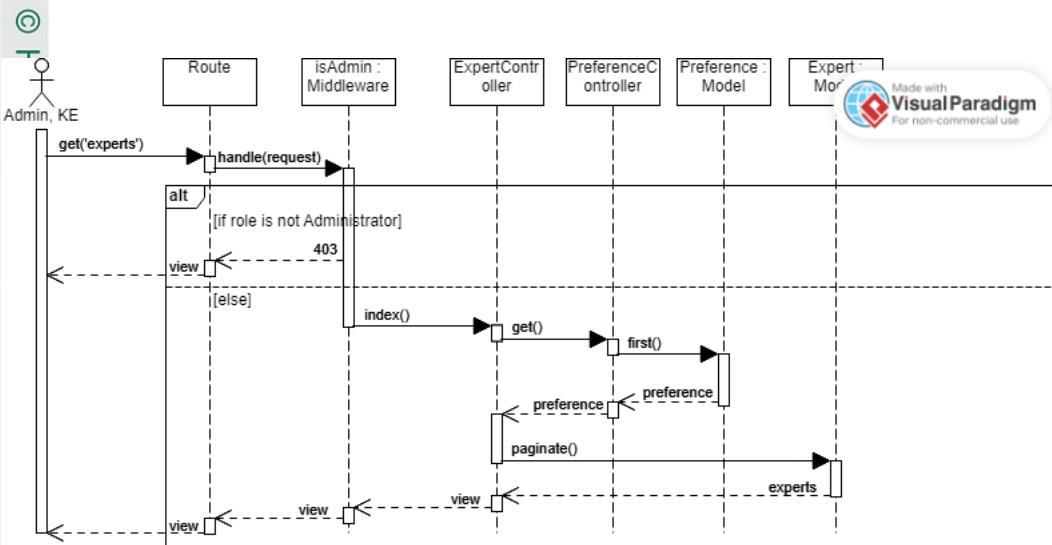 ©
Route
isAdmin :
Middleware
ExpertContr
oller
PreferenceC
ontroller
Preference :
Model
Expert :
Made with
Visual Paradigm
For non-commercial use
Admin, KE
get('experts')
handle(request)
alt
[if role is not Administrator]
403
view
[else]
index()
get()
first()
preference
preference
paginate()
experts
view
view
view